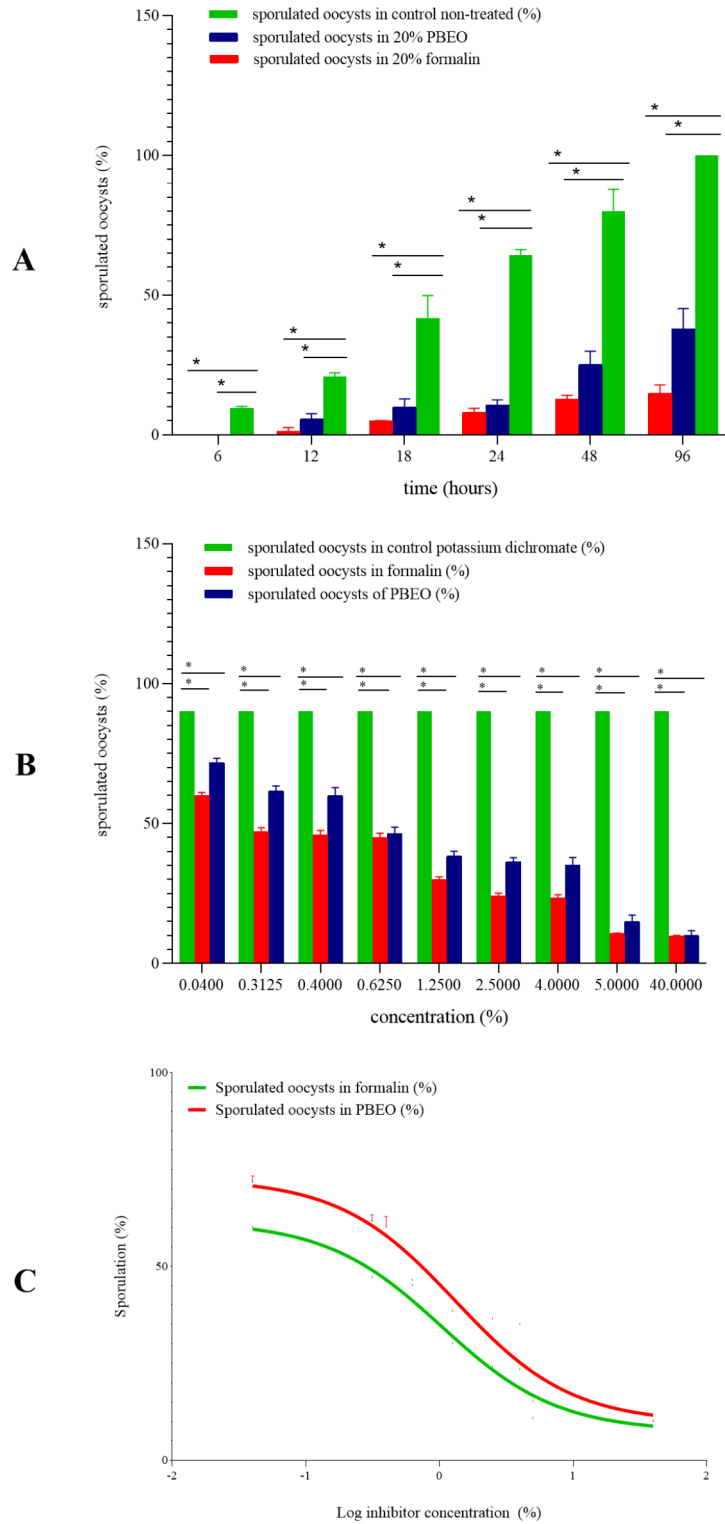 A
sporulated oocysts in control non-treated (%)
sporulated oocysts in 20% PBEO
sporulated oocysts in 20% formalin
sporulated oocysts (%)
150
100
50
0
* *
* *
* *
* *
* *
* *
6 12 18 24 48 96
time (hours)
B
sporulated oocysts in control potassium dichromate (%)
sporulated oocysts in formalin (%)
sporulated oocysts of PBEO (%)
sporulated oocysts (%)
150
100
50
0
* * * * * * * * *
* * * * * * * * *
0.0400 0.3125 0.4000 0.6250 1.2500 2.5000 4.0000 5.0000 40.0000
concentration (%)
C
Sporulated oocysts in formalin (%)
Sporulated oocysts in PBEO (%)
Sporulation (%)
100
50
0
-2 -1 0 1 2
Log inhibitor concentration (%)